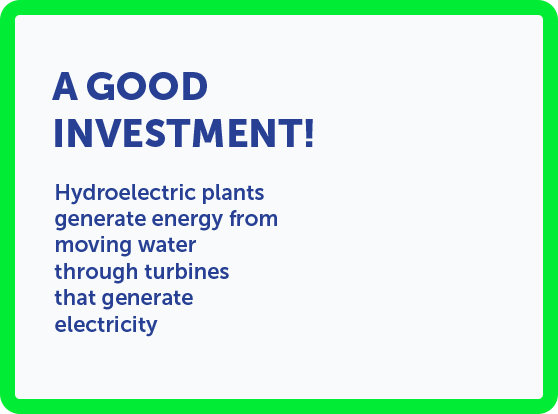 A GOOD
INVESTMENT!
Hydroelectric plants
generate energy from
moving water
through turbines
that generate
electricity